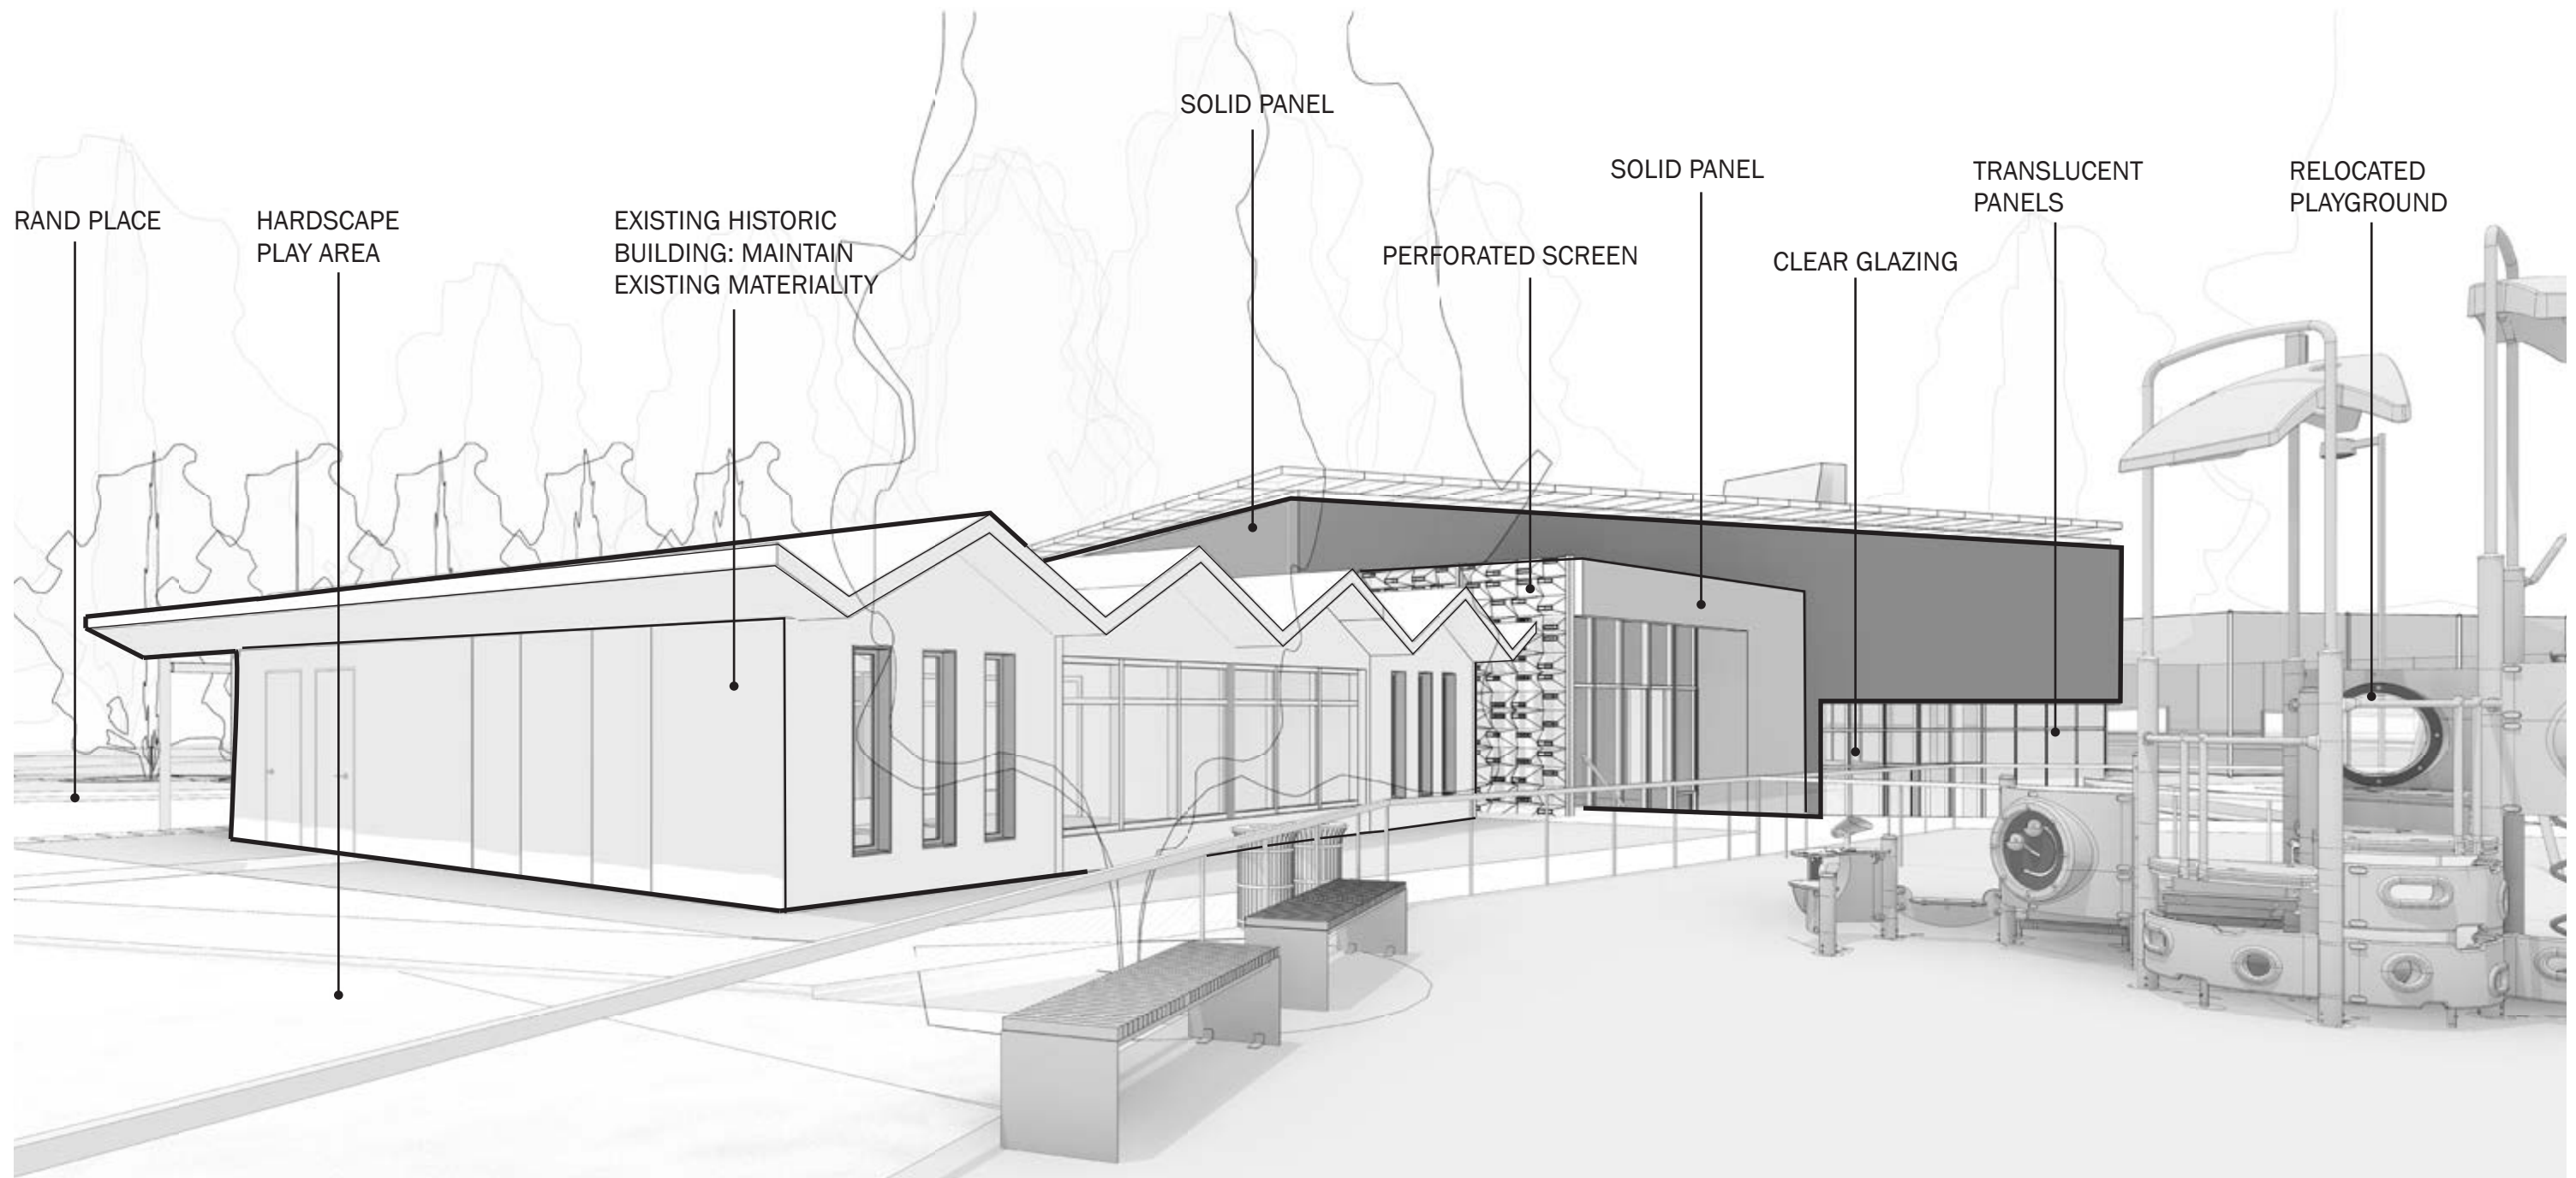 SOLID PANEL
SOLID PANEL
TRANSLUCENT
PANELS
RELOCATED
PLAYGROUND
RAND PLACE
HARDSCAPE
PLAY AREA
EXISTING HISTORIC
BUILDING: MAINTAIN
EXISTING MATERIALITY
PERFORATED SCREEN
CLEAR GLAZING